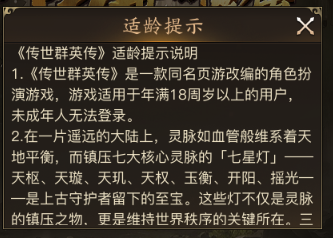 适龄提示
《传世群英传》适龄提示说明
1.《传世群英传》是一款同名页游改编的角色扮
演游戏，游戏适用于年满18周岁以上的用户，
未成年人无法登录。
2.在一片遥远的大陆上，灵脉如血管般维系着天
地平衡，而镇压七大核心灵脉的「七星灯」——
天枢、天璇、天玑、天权、玉衡、开阳、摇光—
—是上古守护者留下的至宝。这些灯不仅是灵脉
的镇压之物，更是维持世界秩序的关键所在。三